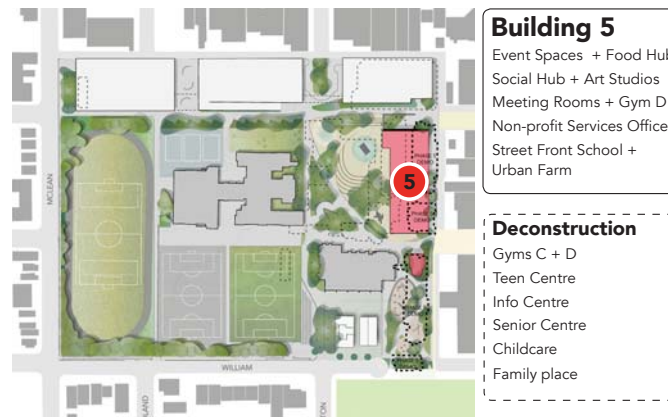 Building 5
Event Spaces + Food Hub
Social Hub + Art Studios
Meeting Rooms + Gym D
Non-profit Services Office
Street Front School +
Urban Farm
Deconstruction
Gyms C + D
Teen Centre
Info Centre
Senior Centre
Childcare
Family place
MCLEAN
5
WILLIAM